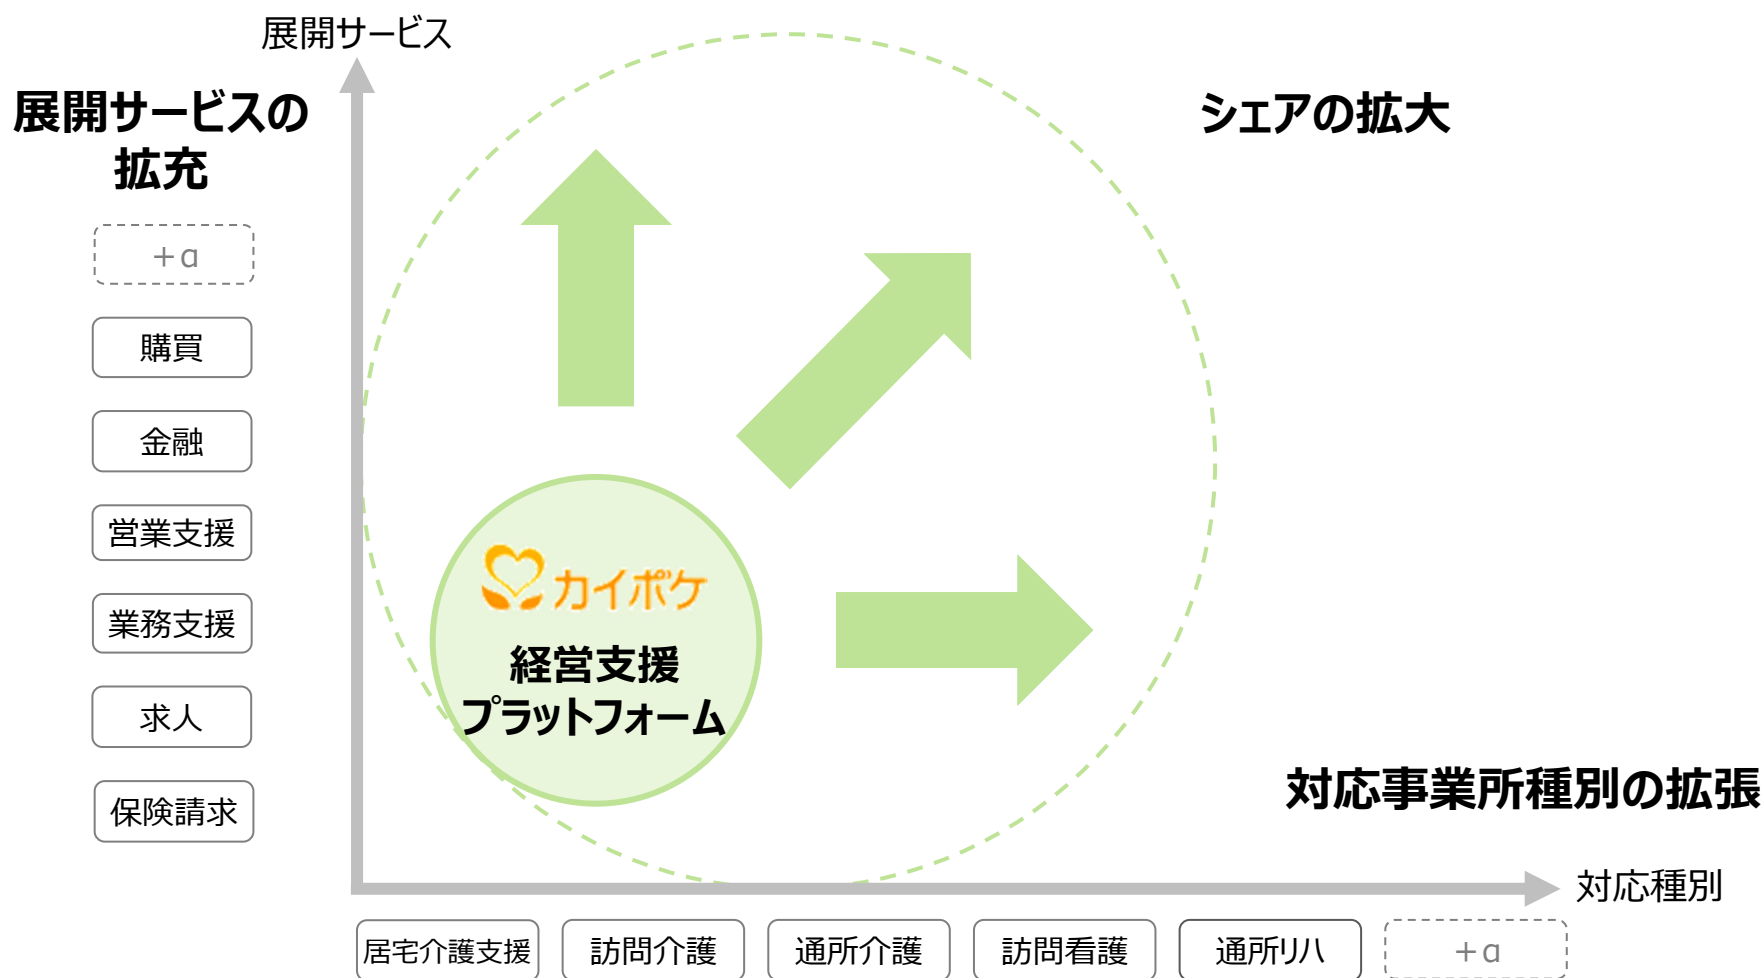 展開サービス
展開サービスの
拡充
シェアの拡大
+α
購買
金融
営業支援
業務支援
求人
保険請求
カイポケ
経営支援
プラットフォーム
対応事業所種別の拡張
対応種別
居宅介護支援
訪問介護
通所介護
訪問看護
通所リハ
+α